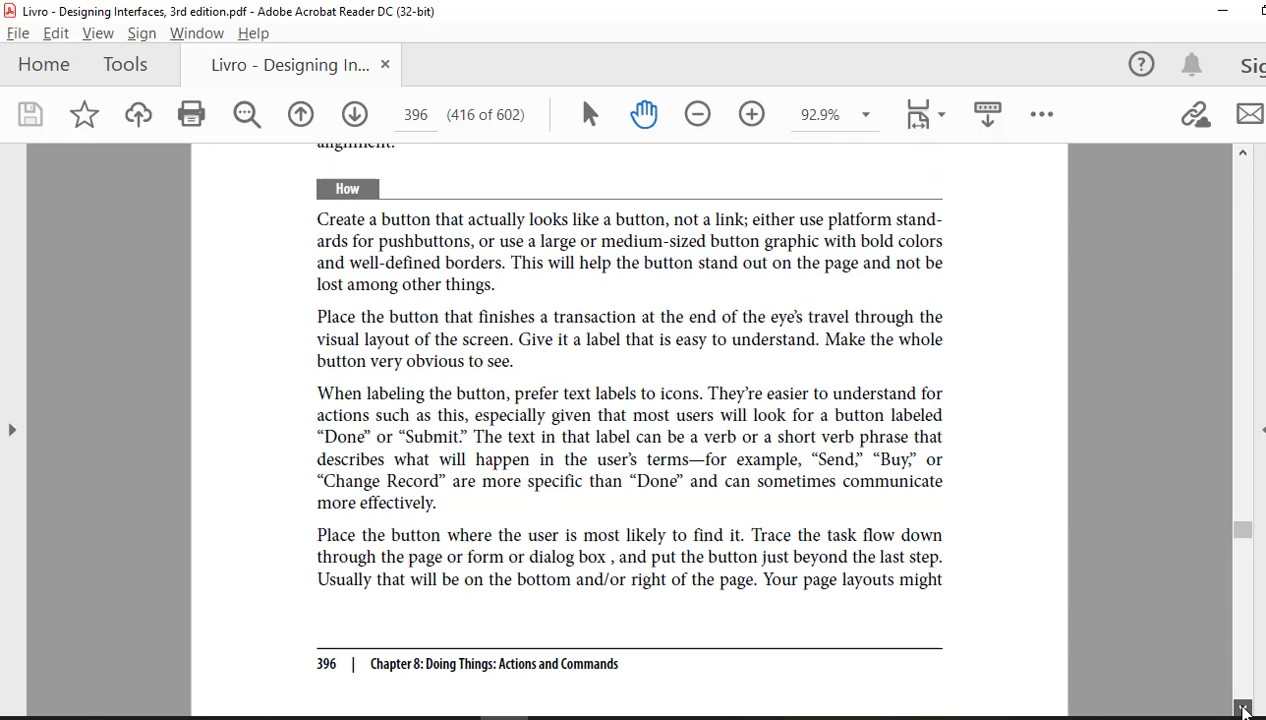 Livro - Designing Interfaces, 3rd edition.pdf - Adobe Acrobat Reader DC (32-bit)
File Edit View Sign Window Help
Home Tools Livro - Designing In... ×
396 (416 of 602) 92.9%
alignment.
How
Create a button that actually looks like a button, not a link; either use platform stand-
ards for pushbuttons, or use a large or medium-sized button graphic with bold colors
and well-defined borders. This will help the button stand out on the page and not be
lost among other things.
Place the button that finishes a transaction at the end of the eye’s travel through the
visual layout of the screen. Give it a label that is easy to understand. Make the whole
button very obvious to see.
When labeling the button, prefer text labels to icons. They’re easier to understand for
actions such as this, especially given that most users will look for a button labeled
“Done” or “Submit.” The text in that label can be a verb or a short verb phrase that
describes what will happen in the user’s terms—for example, “Send,” “Buy,” or
“Change Record” are more specific than “Done” and can sometimes communicate
more effectively.
Place the button where the user is most likely to find it. Trace the task flow down
through the page or form or dialog box , and put the button just beyond the last step.
Usually that will be on the bottom and/or right of the page. Your page layouts might
396 | Chapter 8: Doing Things: Actions and Commands